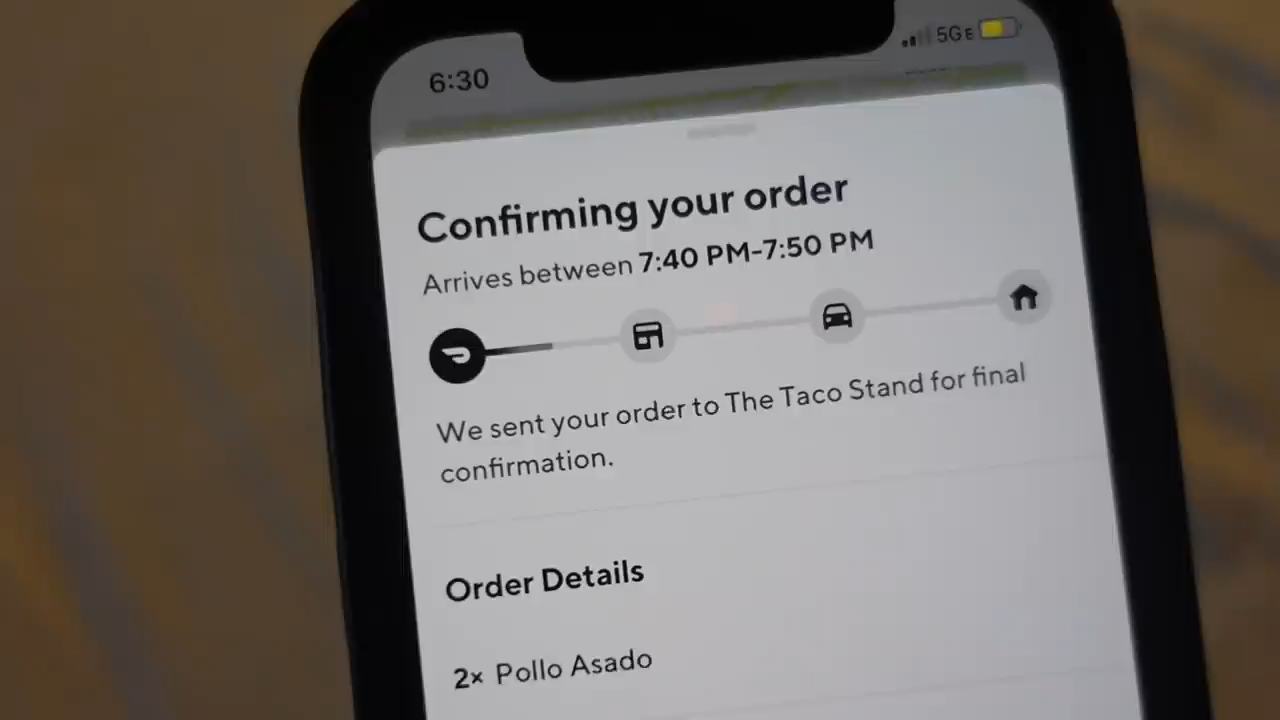 6:30
5GE
Confirming your order
Arrives between 7:40 PM-7:50 PM
We sent your order to The Taco Stand for final
confirmation.
Order Details
2× Pollo Asado